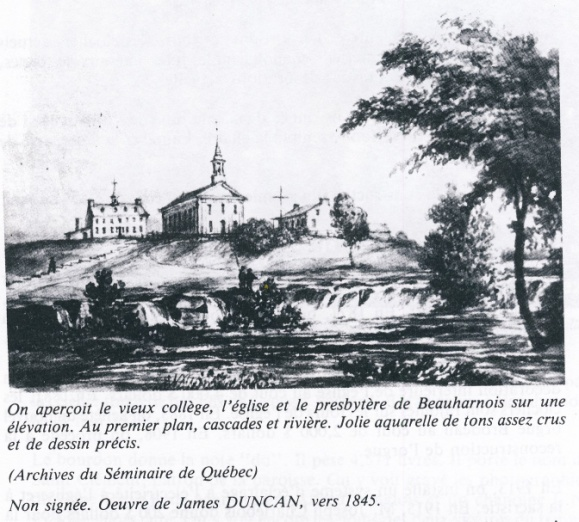 On aperçoit le vieux collège, l'église et le presbytère de Beauharnois sur une
élévation. Au premier plan, cascades et rivière. Jolie aquarelle de tons assez crus
et de dessin précis.
(Archives du Séminaire de Québec)
Non signée. Oeuvre de James DUNCAN, vers 1845.